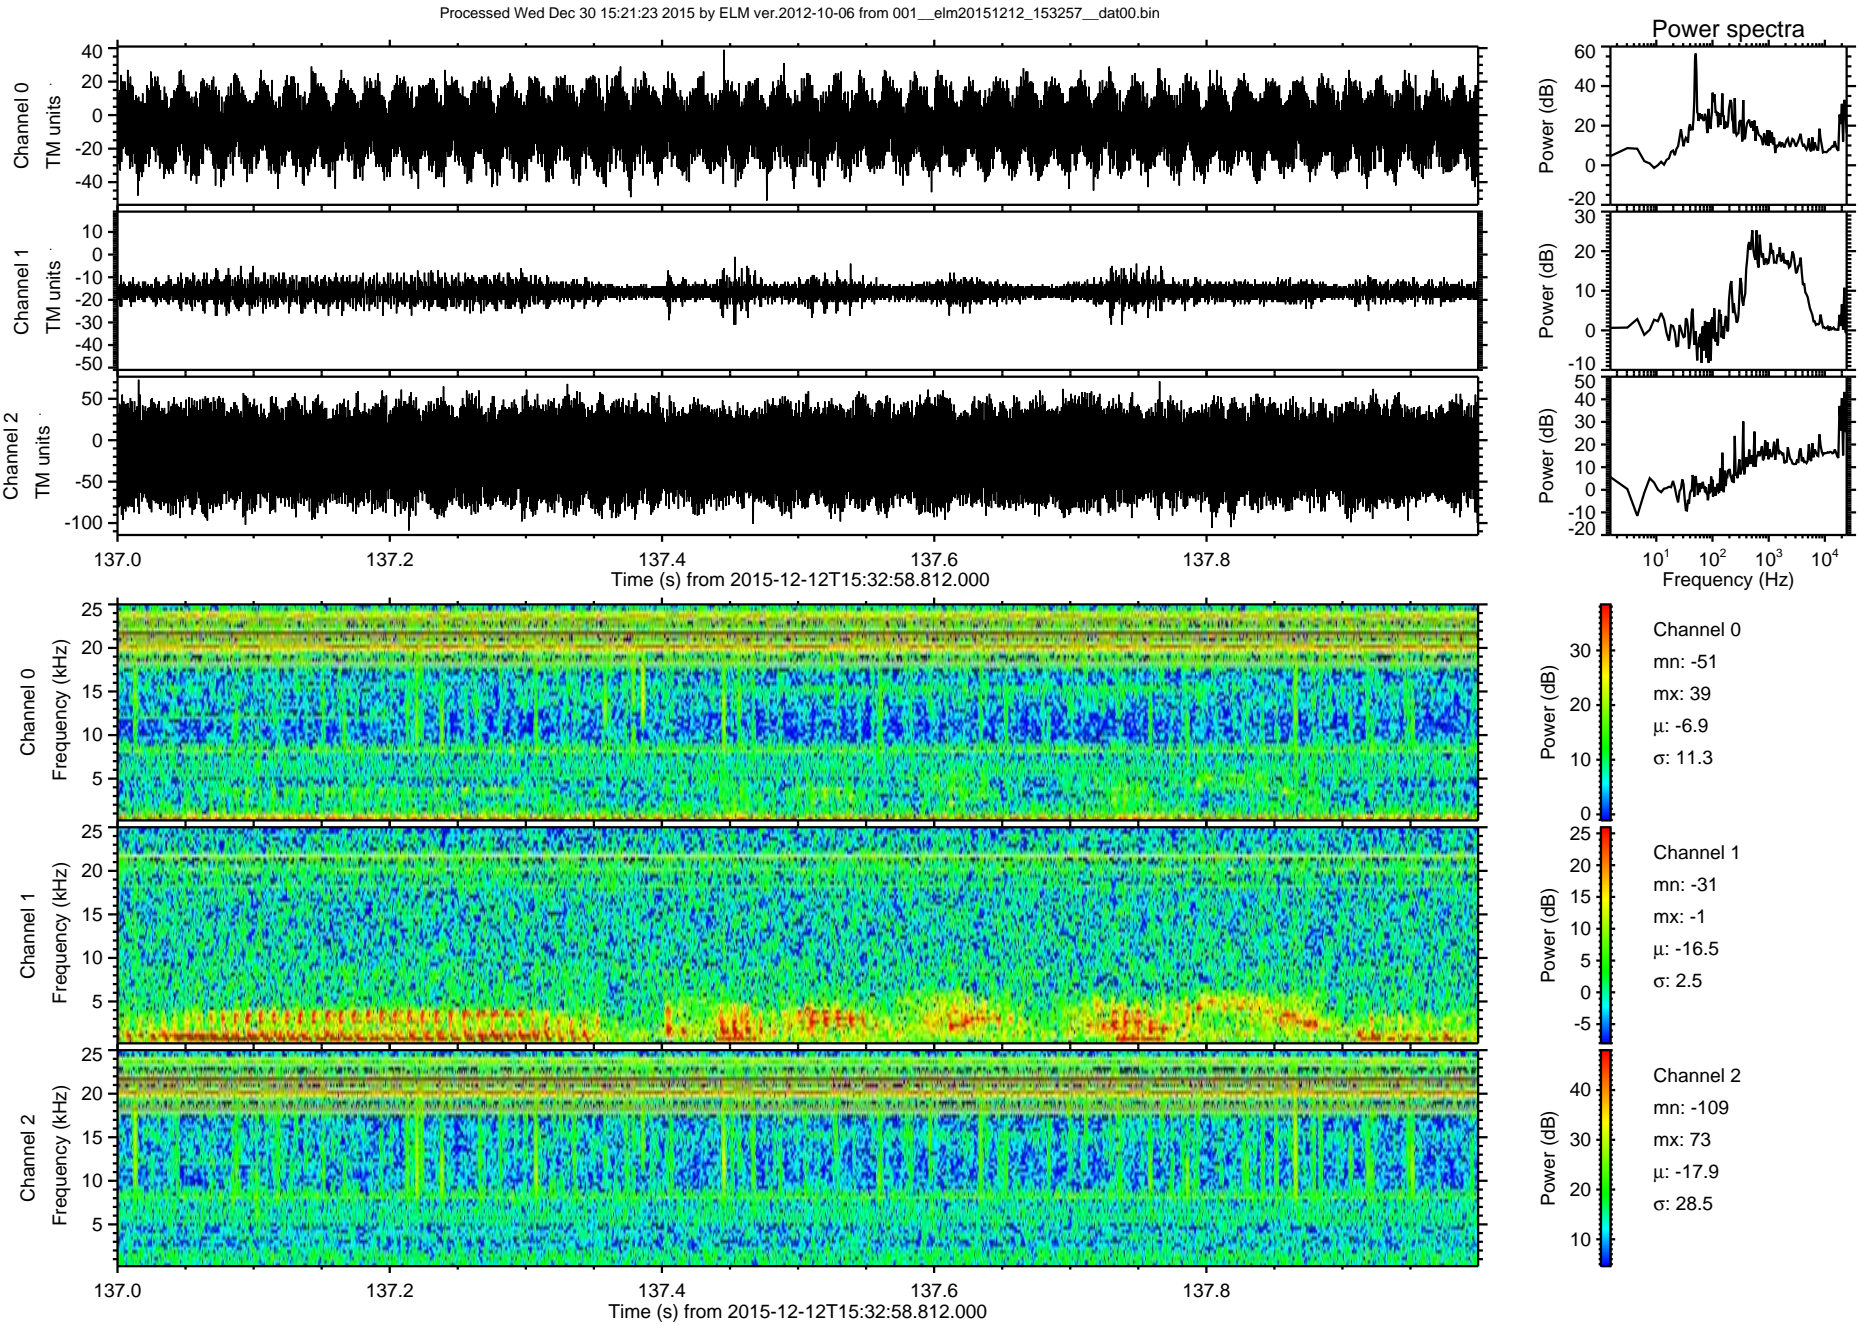 Processed Wed Dec 30 15:21:23 2015 by ELM ver.2012-10-06 from 001__elm20151212_153257__dat00.bin
Power spectra
Channel 0
TM units
40
20
0
-20
-40
Power (dB)
60
40
20
0
-20
Channel 1
TM units
10
0
-10
-20
-30
-40
-50
Power (dB)
30
20
10
0
-10
Channel 2
TM units
50
0
-50
-100
Power (dB)
50
40
30
20
10
0
-10
-20
137.0 137.2 137.4 137.6 137.8
Time (s) from 2015-12-12T15:32:58.812.000
10^1 10^2 10^3 10^4
Frequency (Hz)
Channel 0
Frequency (kHz)
25
20
15
10
5
Power (dB)
30
20
10
0
Channel 0
mn: -51
mx: 39
μ: -6.9
σ: 11.3
Channel 1
Frequency (kHz)
25
20
15
10
5
Power (dB)
25
20
15
10
5
0
-5
Channel 1
mn: -31
mx: -1
μ: -16.5
σ: 2.5
Channel 2
Frequency (kHz)
25
20
15
10
5
Power (dB)
40
30
20
10
Channel 2
mn: -109
mx: 73
μ: -17.9
σ: 28.5
137.0 137.2 137.4 137.6 137.8
Time (s) from 2015-12-12T15:32:58.812.000